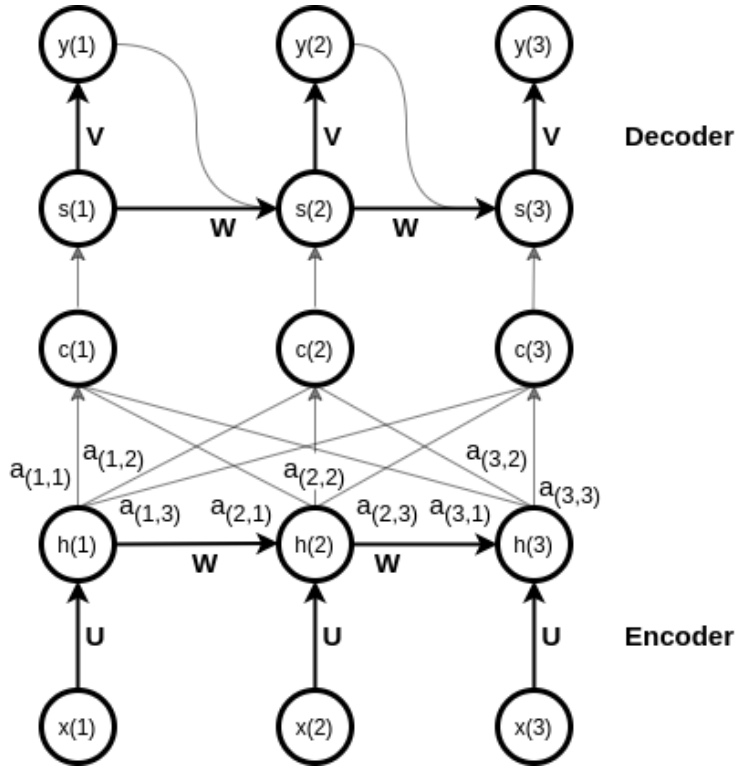 y(1) y(2) y(3)
V V V Decoder
s(1) s(2) s(3)
W W
c(1) c(2) c(3)
a(1,2) a(3,2)
a(1,1) a(2,2)
a(3,3)
a(1,3) a(2,1) a(2,3) a(3,1)
h(1) h(2) h(3)
W W
U U U Encoder
x(1) x(2) x(3)